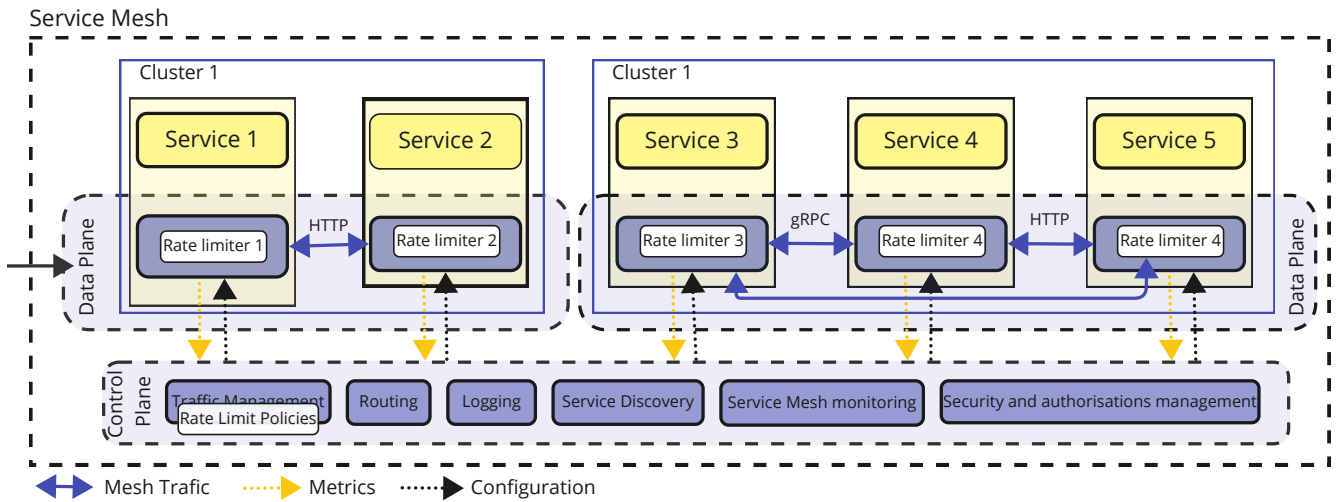 Service Mesh
Cluster 1
Cluster 1
Service 1
Service 2
Service 3
Service 4
Service 5
Data Plane
Rate limiter 1
HTTP
Rate limiter 2
Rate limiter 3
gRPC
Rate limiter 4
HTTP
Rate limiter 4
Data Plane
Control
Plane
Traffic Management
Rate Limit Policies
Routing
Logging
Service Discovery
Service Mesh monitoring
Security and authorisations management
Mesh Trafic
Metrics
Configuration